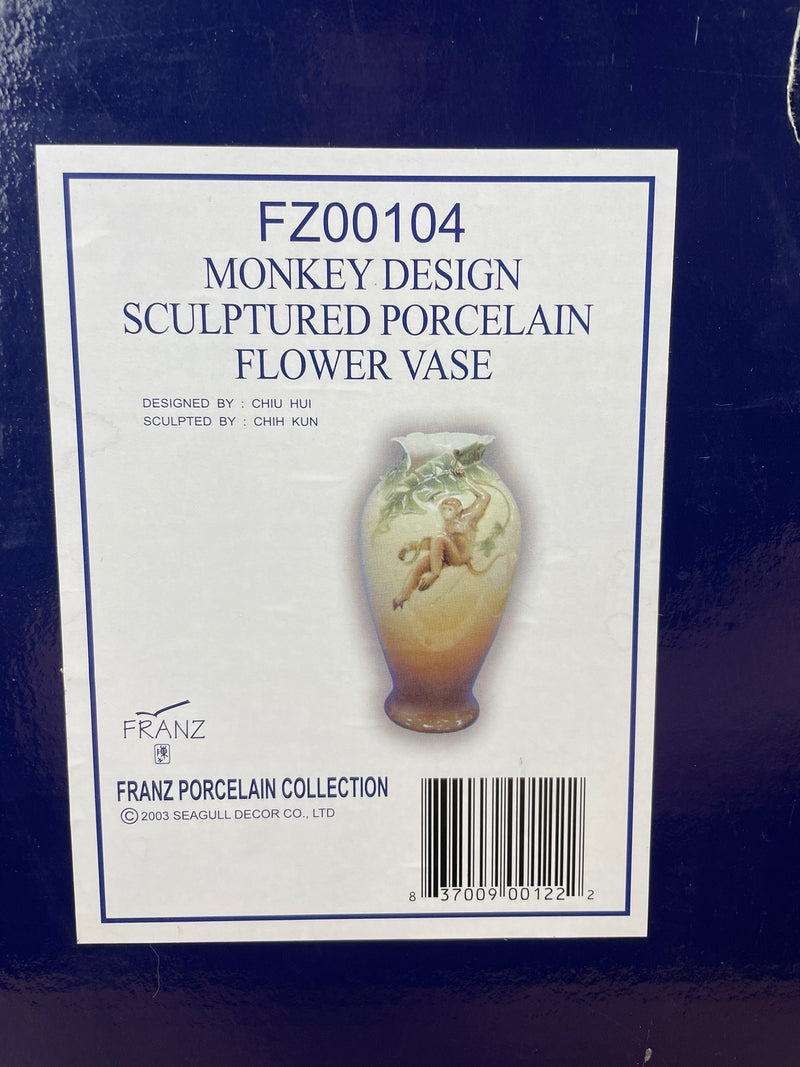 FZ00104
MONKEY DESIGN
SCULPTURED PORCELAIN
FLOWER VASE
DESIGNED BY : CHIU HUI
SCULPTED BY : CHIH KUN
FRANZ
FRANZ PORCELAIN COLLECTION
©2003 SEAGULL DECOR CO., LTD
8 37009 00122 2